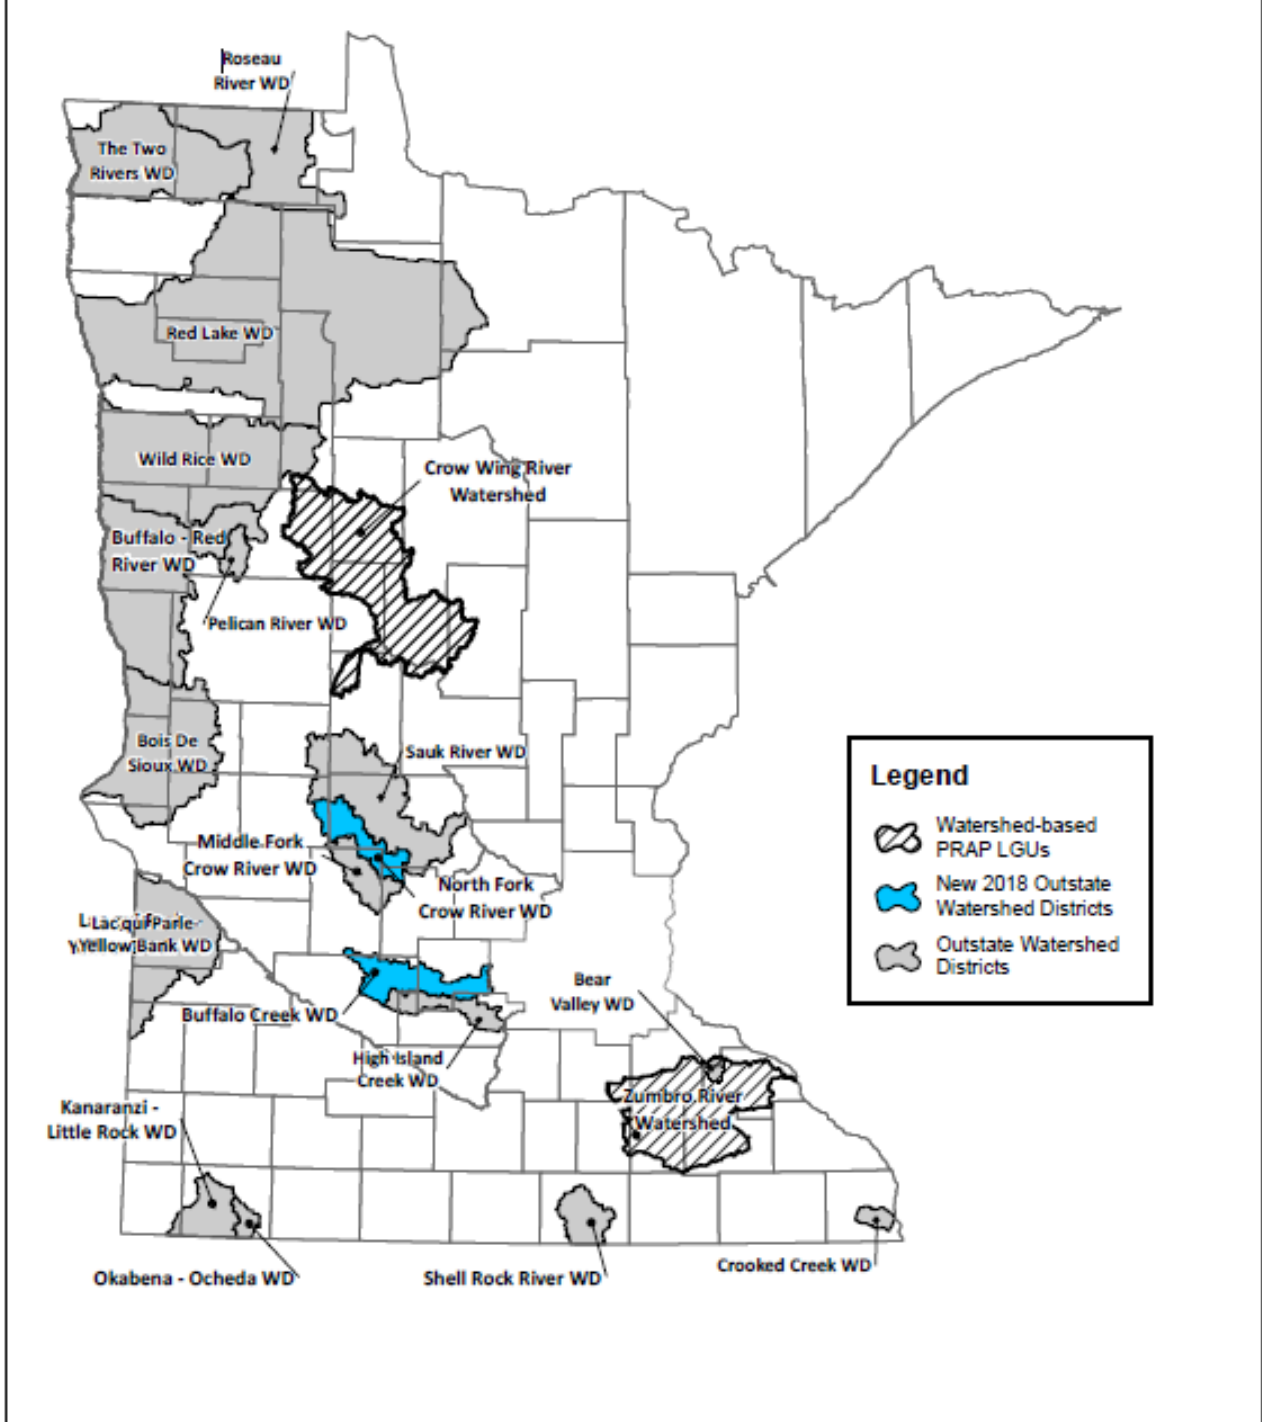 Roseau
River WD
The Two
Rivers WD
Red Lake WD
Wild Rice WD
Crow Wing River
Watershed
Buffalo - Red
River WD
Pelican River WD
Bois De
Sioux WD
Sauk River WD
Middle Fork
Crow River WD
North Fork
Crow River WD
Lac qui Parle-
Yellow Bank WD
Buffalo Creek WD
Bear
Valley WD
High Island
Creek WD
Zumbro River
Watershed
Kanaranzi -
Little Rock WD
Okabena - Ocheda WD
Shell Rock River WD
Crooked Creek WD
Legend
Watershed-based
PRAP LGUs
New 2018 Outstate
Watershed Districts
Outstate Watershed
Districts